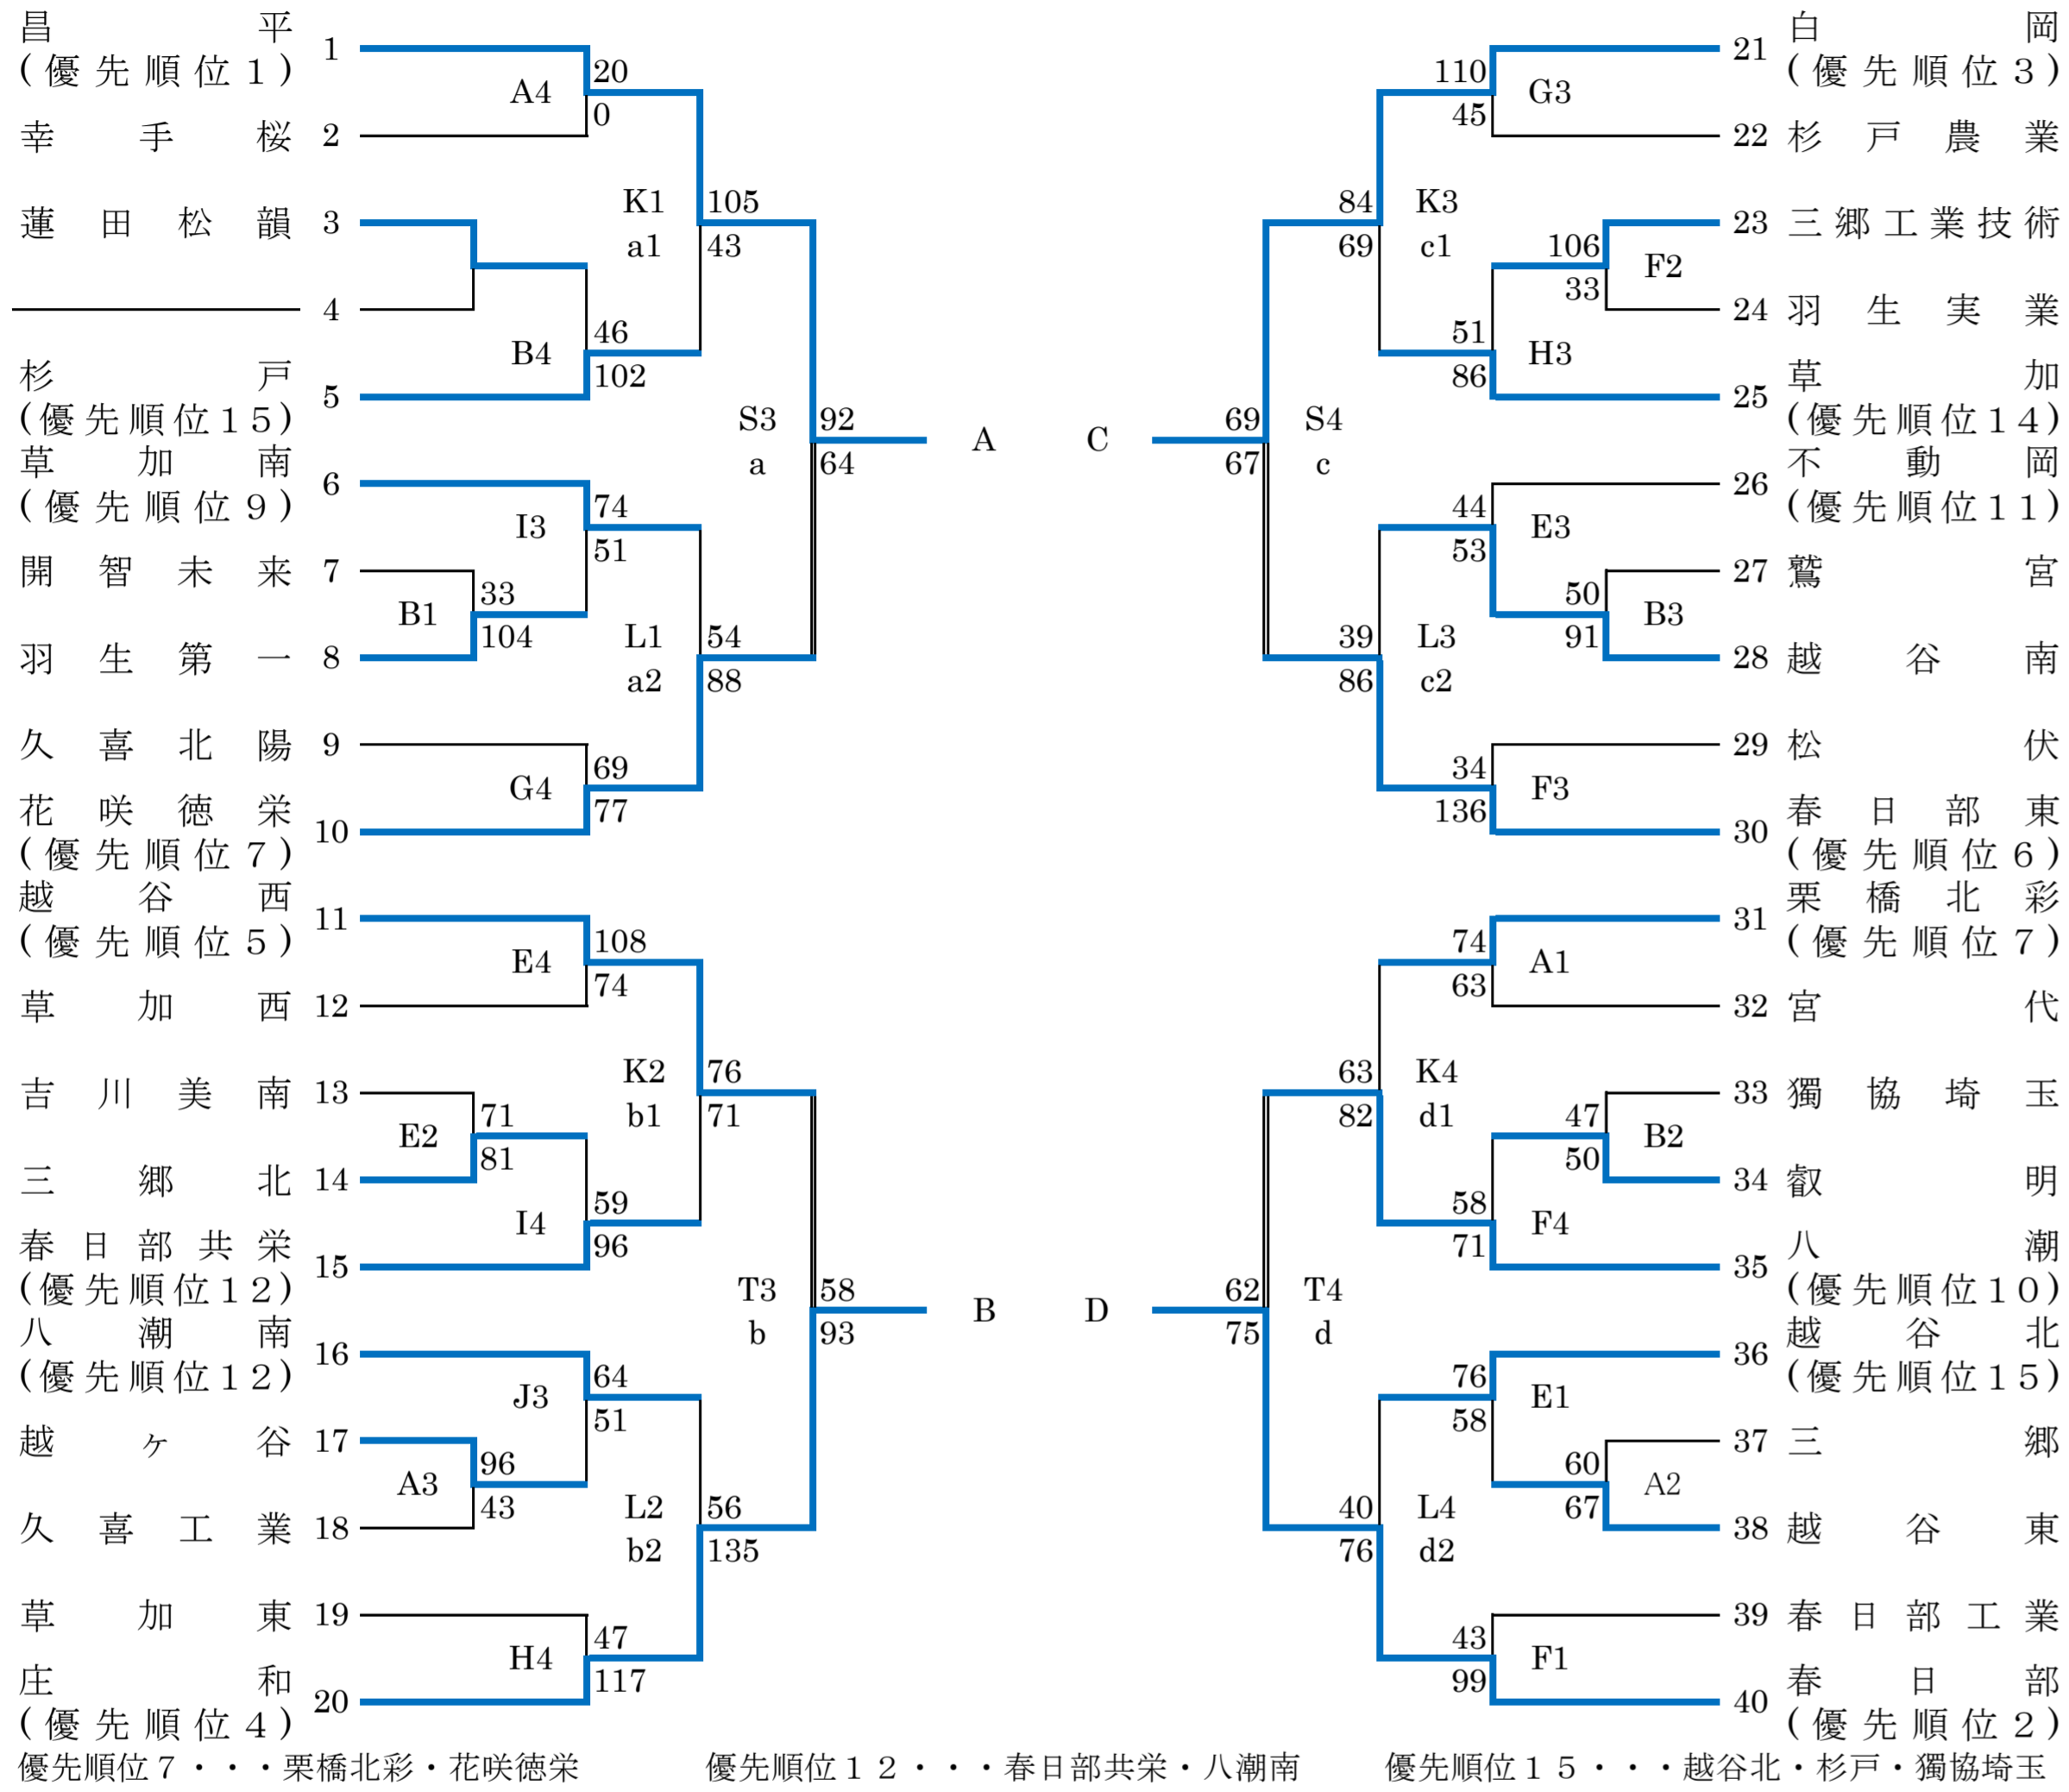 昌平
(優先順位1)
1
幸手桜 2
A4
20
0
蓮田松韻 3
4
杉戸
(優先順位15)
5
B4
46
102
K1
a1
105
43
草加南
(優先順位9)
6
開智未来 7
羽生第一 8
B1
33
104
I3
74
51
久喜北陽 9
花咲徳栄
(優先順位7)
10
G4
69
77
L1
a2
54
88
S3
a
92
64
A
越谷西
(優先順位5)
11
草加西 12
E4
108
74
吉川美南 13
三郷北 14
E2
71
81
春日部共栄
(優先順位12)
15
I4
59
96
K2
b1
76
71
八潮南
(優先順位12)
16
越ヶ谷 17
久喜工業 18
A3
96
43
J3
64
51
草加東 19
庄和
(優先順位4)
20
H4
47
117
L2
b2
56
135
T3
b
58
93
B
21 白岡
(優先順位3)
22 杉戸農業
110
45
G3
23 三郷工業技術
24 羽生実業
106
33
F2
25 草加
(優先順位14)
51
86
H3
84
69
K3
c1
26 不動岡
(優先順位11)
27 鷲宮
28 越谷南
50
91
B3
44
53
E3
29 松伏
30 春日部東
(優先順位6)
34
136
F3
39
86
L3
c2
69
67
S4
c
C
31 栗橋北彩
(優先順位7)
32 宮代
74
63
A1
33 獨協埼玉
34 叡明
47
50
B2
35 八潮
(優先順位10)
58
71
F4
63
82
K4
d1
36 越谷北
(優先順位15)
37 三郷
38 越谷東
60
67
A2
76
58
E1
39 春日部工業
40 春日部
(優先順位2)
43
99
F1
40
76
L4
d2
62
75
T4
d
D
優先順位7・・・栗橋北彩・花咲徳栄 優先順位12・・・春日部共栄・八潮南 優先順位15・・・越谷北・杉戸・獨協埼玉